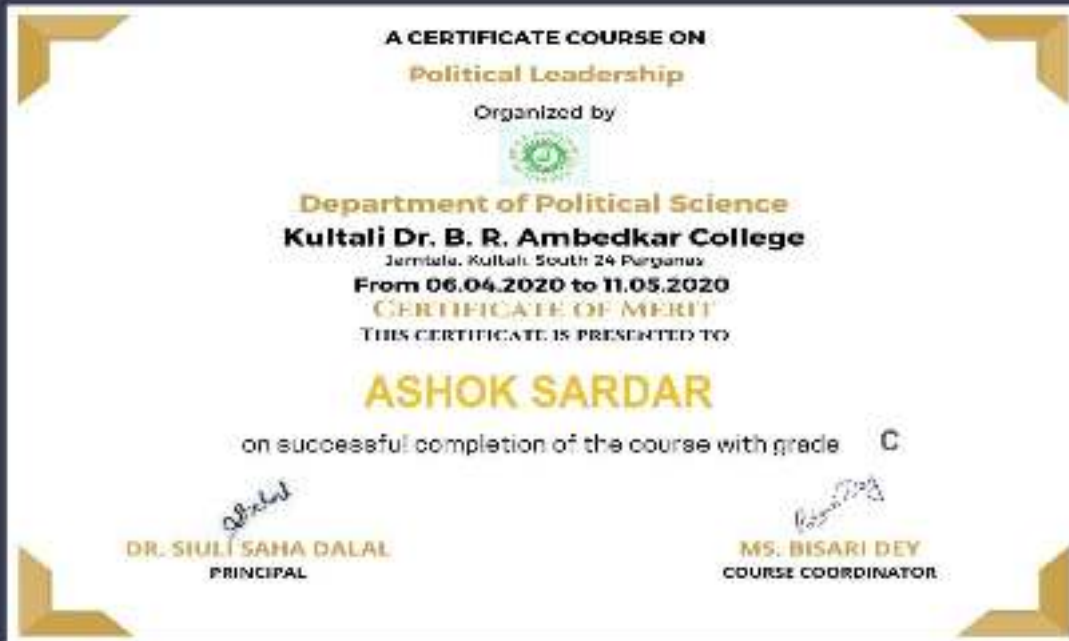 A CERTIFICATE COURSE ON
Political Leadership
Organized by
Department of Political Science
Kultali Dr. B. R. Ambedkar College
Jamtala, Kultali, South 24 Parganas
From 06.04.2020 to 11.05.2020
CERTIFICATE OF MERIT
THIS CERTIFICATE IS PRESENTED TO
ASHOK SARDAR
on successful completion of the course with grade C
DR. SIULI SAHA DALAL
PRINCIPAL
MS. BISARI DEY
COURSE COORDINATOR